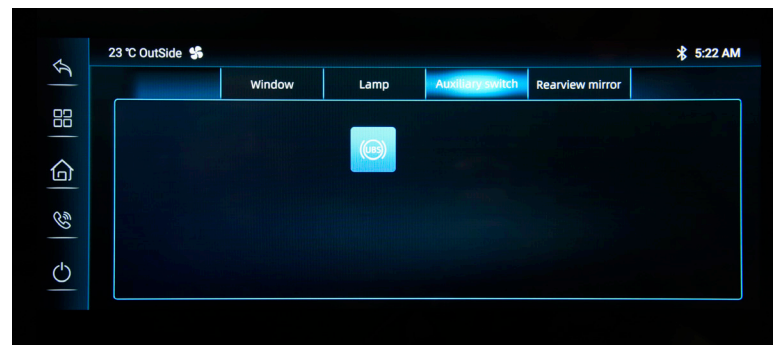 23 ℃ OutSide
5:22 AM
Window
Lamp
Auxiliary switch
Rearview mirror
UBS